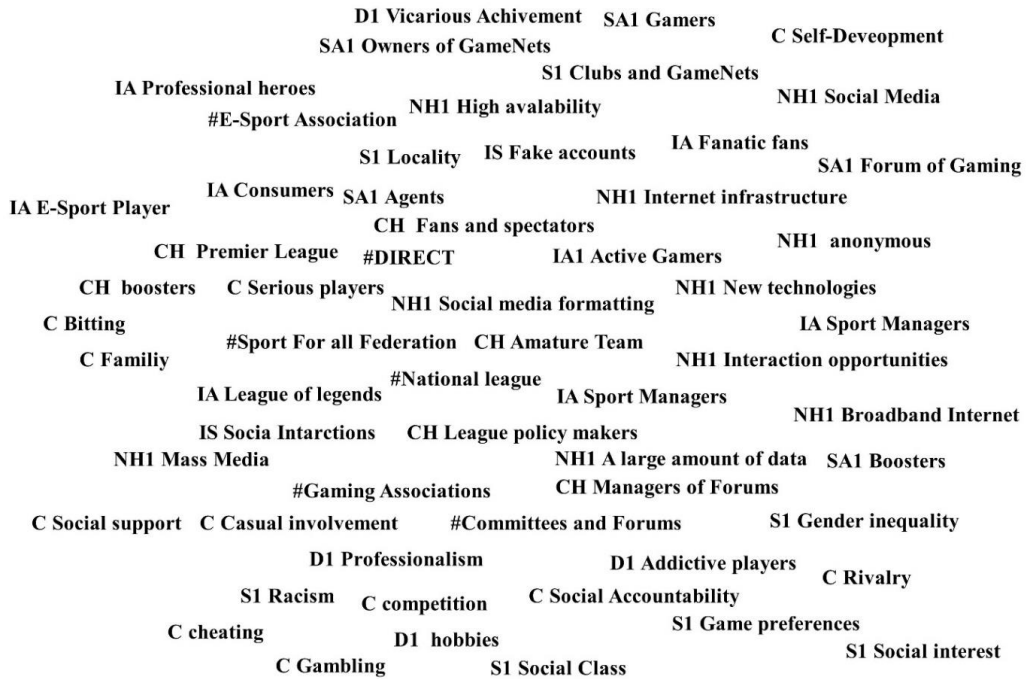 D1 Vicarious Achivement
SA1 Gamers
C Self-Deveopment
SA1 Owners of GameNets
S1 Clubs and GameNets
IA Professional heroes
NH1 High avalability
NH1 Social Media
#E-Sport Association
S1 Locality
IS Fake accounts
IA Fanatic fans
SA1 Forum of Gaming
IA Consumers
SA1 Agents
NH1 Internet infrastructure
IA E-Sport Player
CH Fans and spectators
NH1 anonymous
CH Premier League
#DIRECT
IA1 Active Gamers
CH boosters
C Serious players
NH1 Social media formatting
NH1 New technologies
C Bitting
IA Sport Managers
#Sport For all Federation
CH Amature Team
C Familiy
NH1 Interaction opportunities
#National league
IA League of legends
IA Sport Managers
NH1 Broadband Internet
IS Socia Intarctions
CH League policy makers
NH1 Mass Media
NH1 A large amount of data
SA1 Boosters
#Gaming Associations
CH Managers of Forums
C Social support
C Casual involvement
#Committees and Forums
S1 Gender inequality
D1 Professionalism
D1 Addictive players
C Rivalry
S1 Racism
C competition
C Social Accountability
C cheating
D1 hobbies
S1 Game preferences
S1 Social interest
C Gambling
S1 Social Class